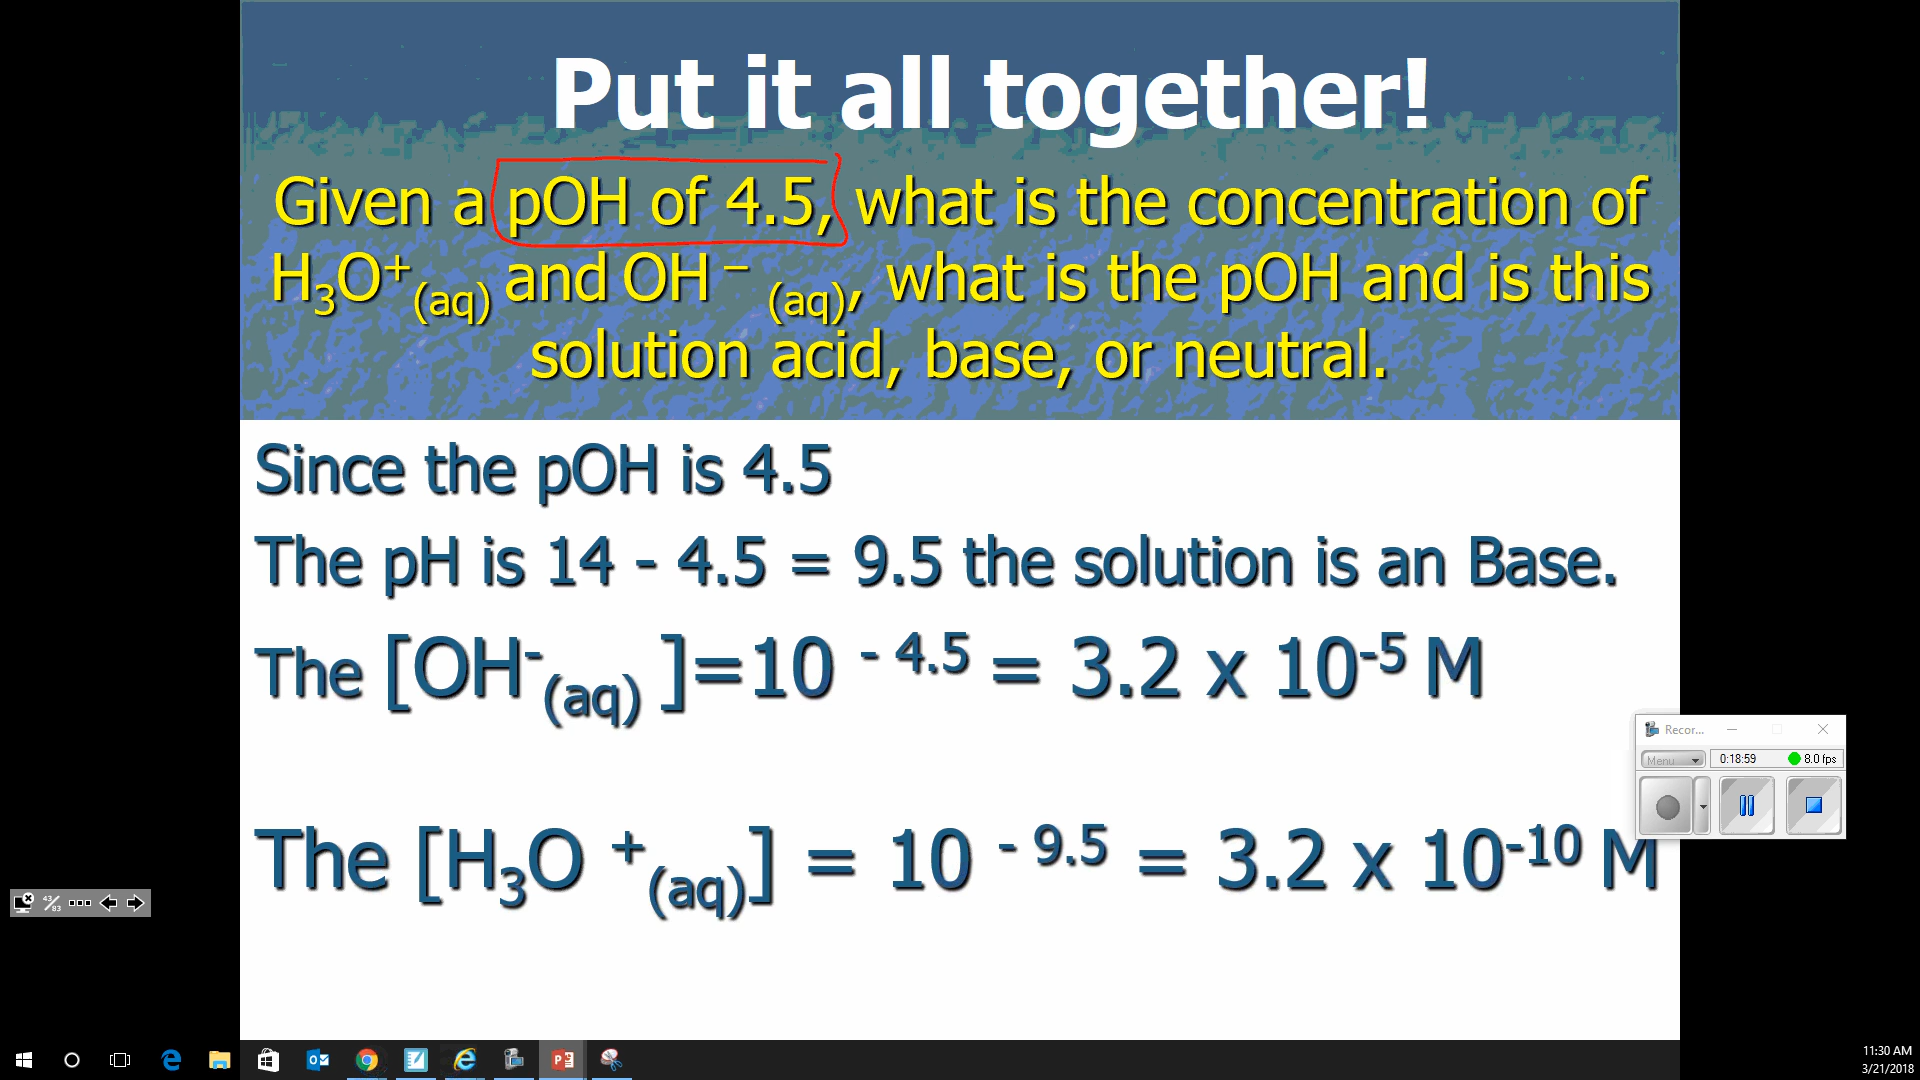 Put it all together!
Given a pOH of 4.5, what is the concentration of
H₃O⁺(aq) and OH ⁻ (aq), what is the pOH and is this
solution acid, base, or neutral.
Since the pOH is 4.5
The pH is 14 - 4.5 = 9.5 the solution is an Base.
The [OH⁻(aq) ]=10 ⁻ ⁴·⁵ = 3.2 x 10⁻⁵ M
Recor...
Menu 0:18:59 8.0 fps
The [H₃O ⁺(aq)] = 10 ⁻ ⁹·⁵ = 3.2 x 10⁻¹⁰ M
43/83
11:30 AM
3/21/2018